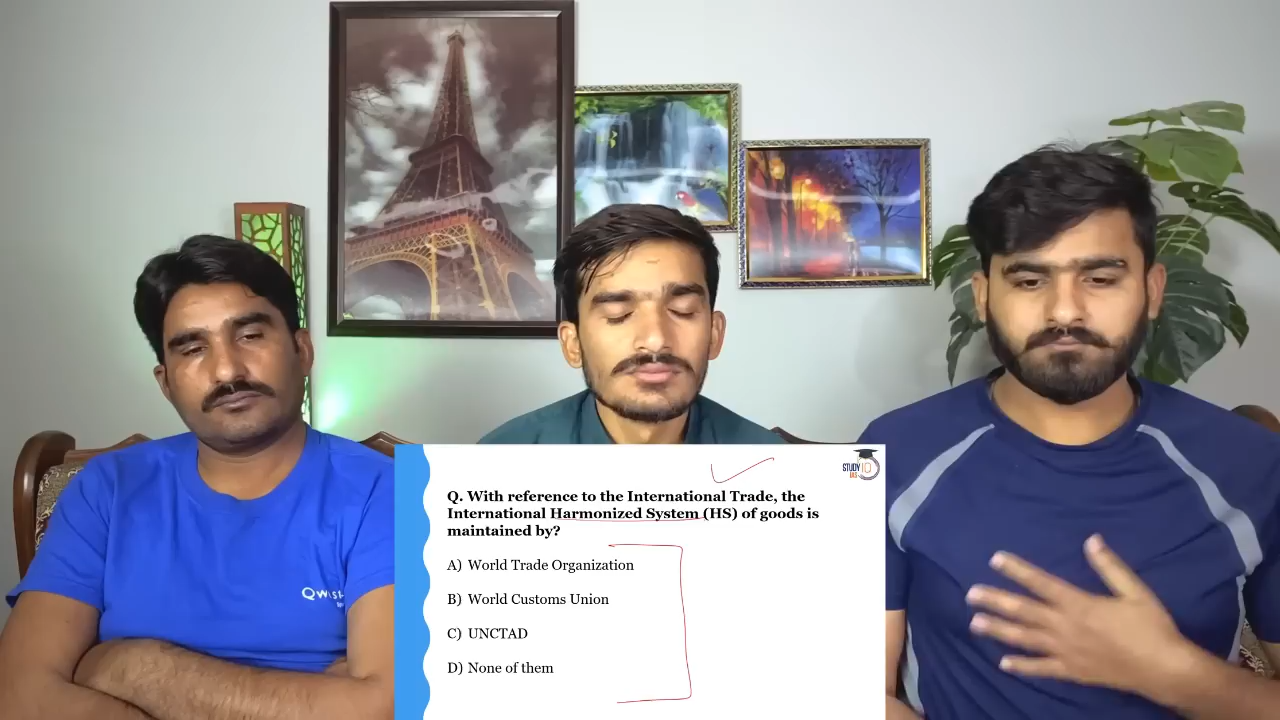 STUDY IQ
IAS
Q. With reference to the International Trade, the
International Harmonized System (HS) of goods is
maintained by?
A) World Trade Organization
B) World Customs Union
C) UNCTAD
D) None of them